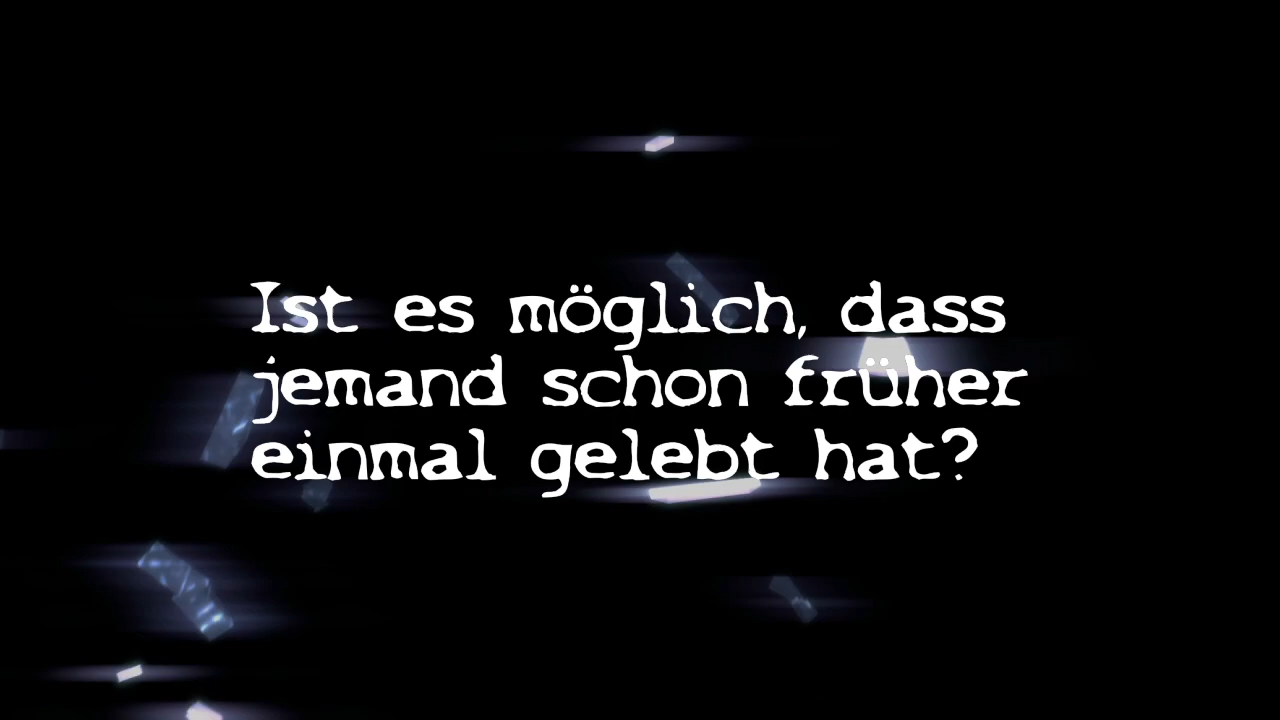 Ist es möglich, dass
jemand schon früher
einmal gelebt hat?